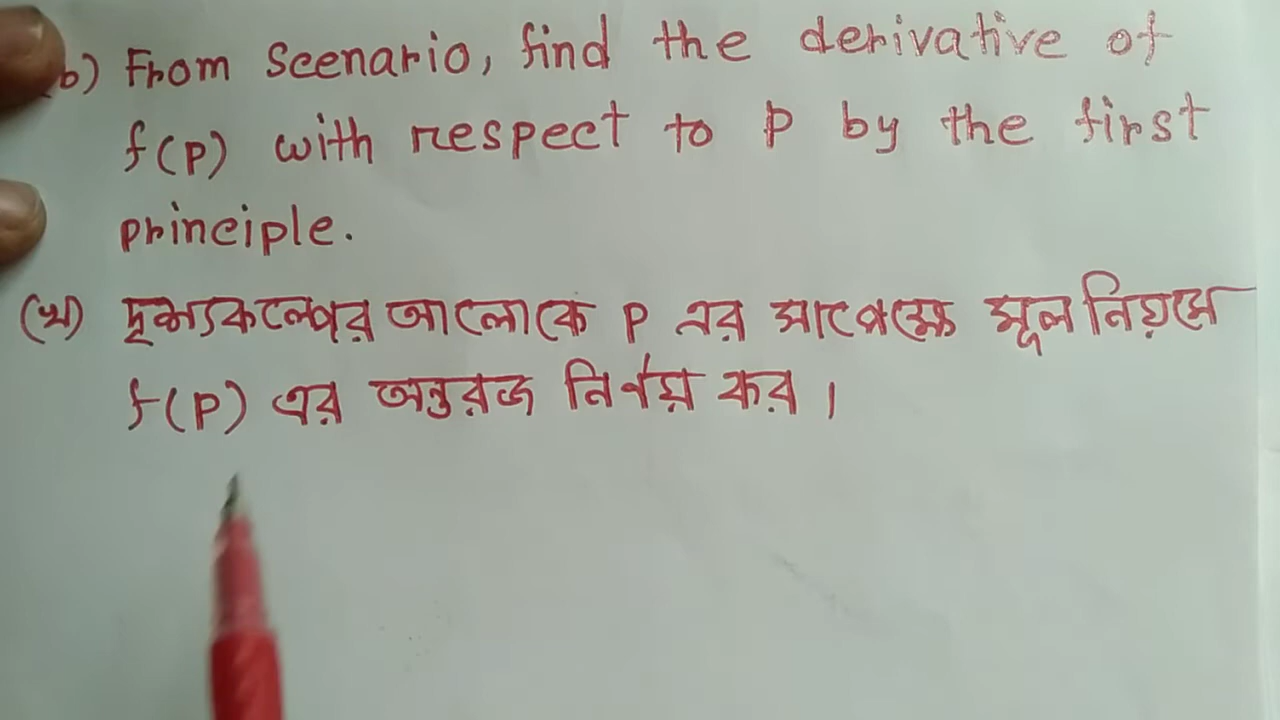 (b) From Scenario, find the derivative of
f(p) with respect to p by the first
principle.
(খ) দৃশ্যকল্পের আলোকে p এর সাপেক্ষে মূল নিয়মে
f(p) এর অন্তরজ নির্ণয় কর।